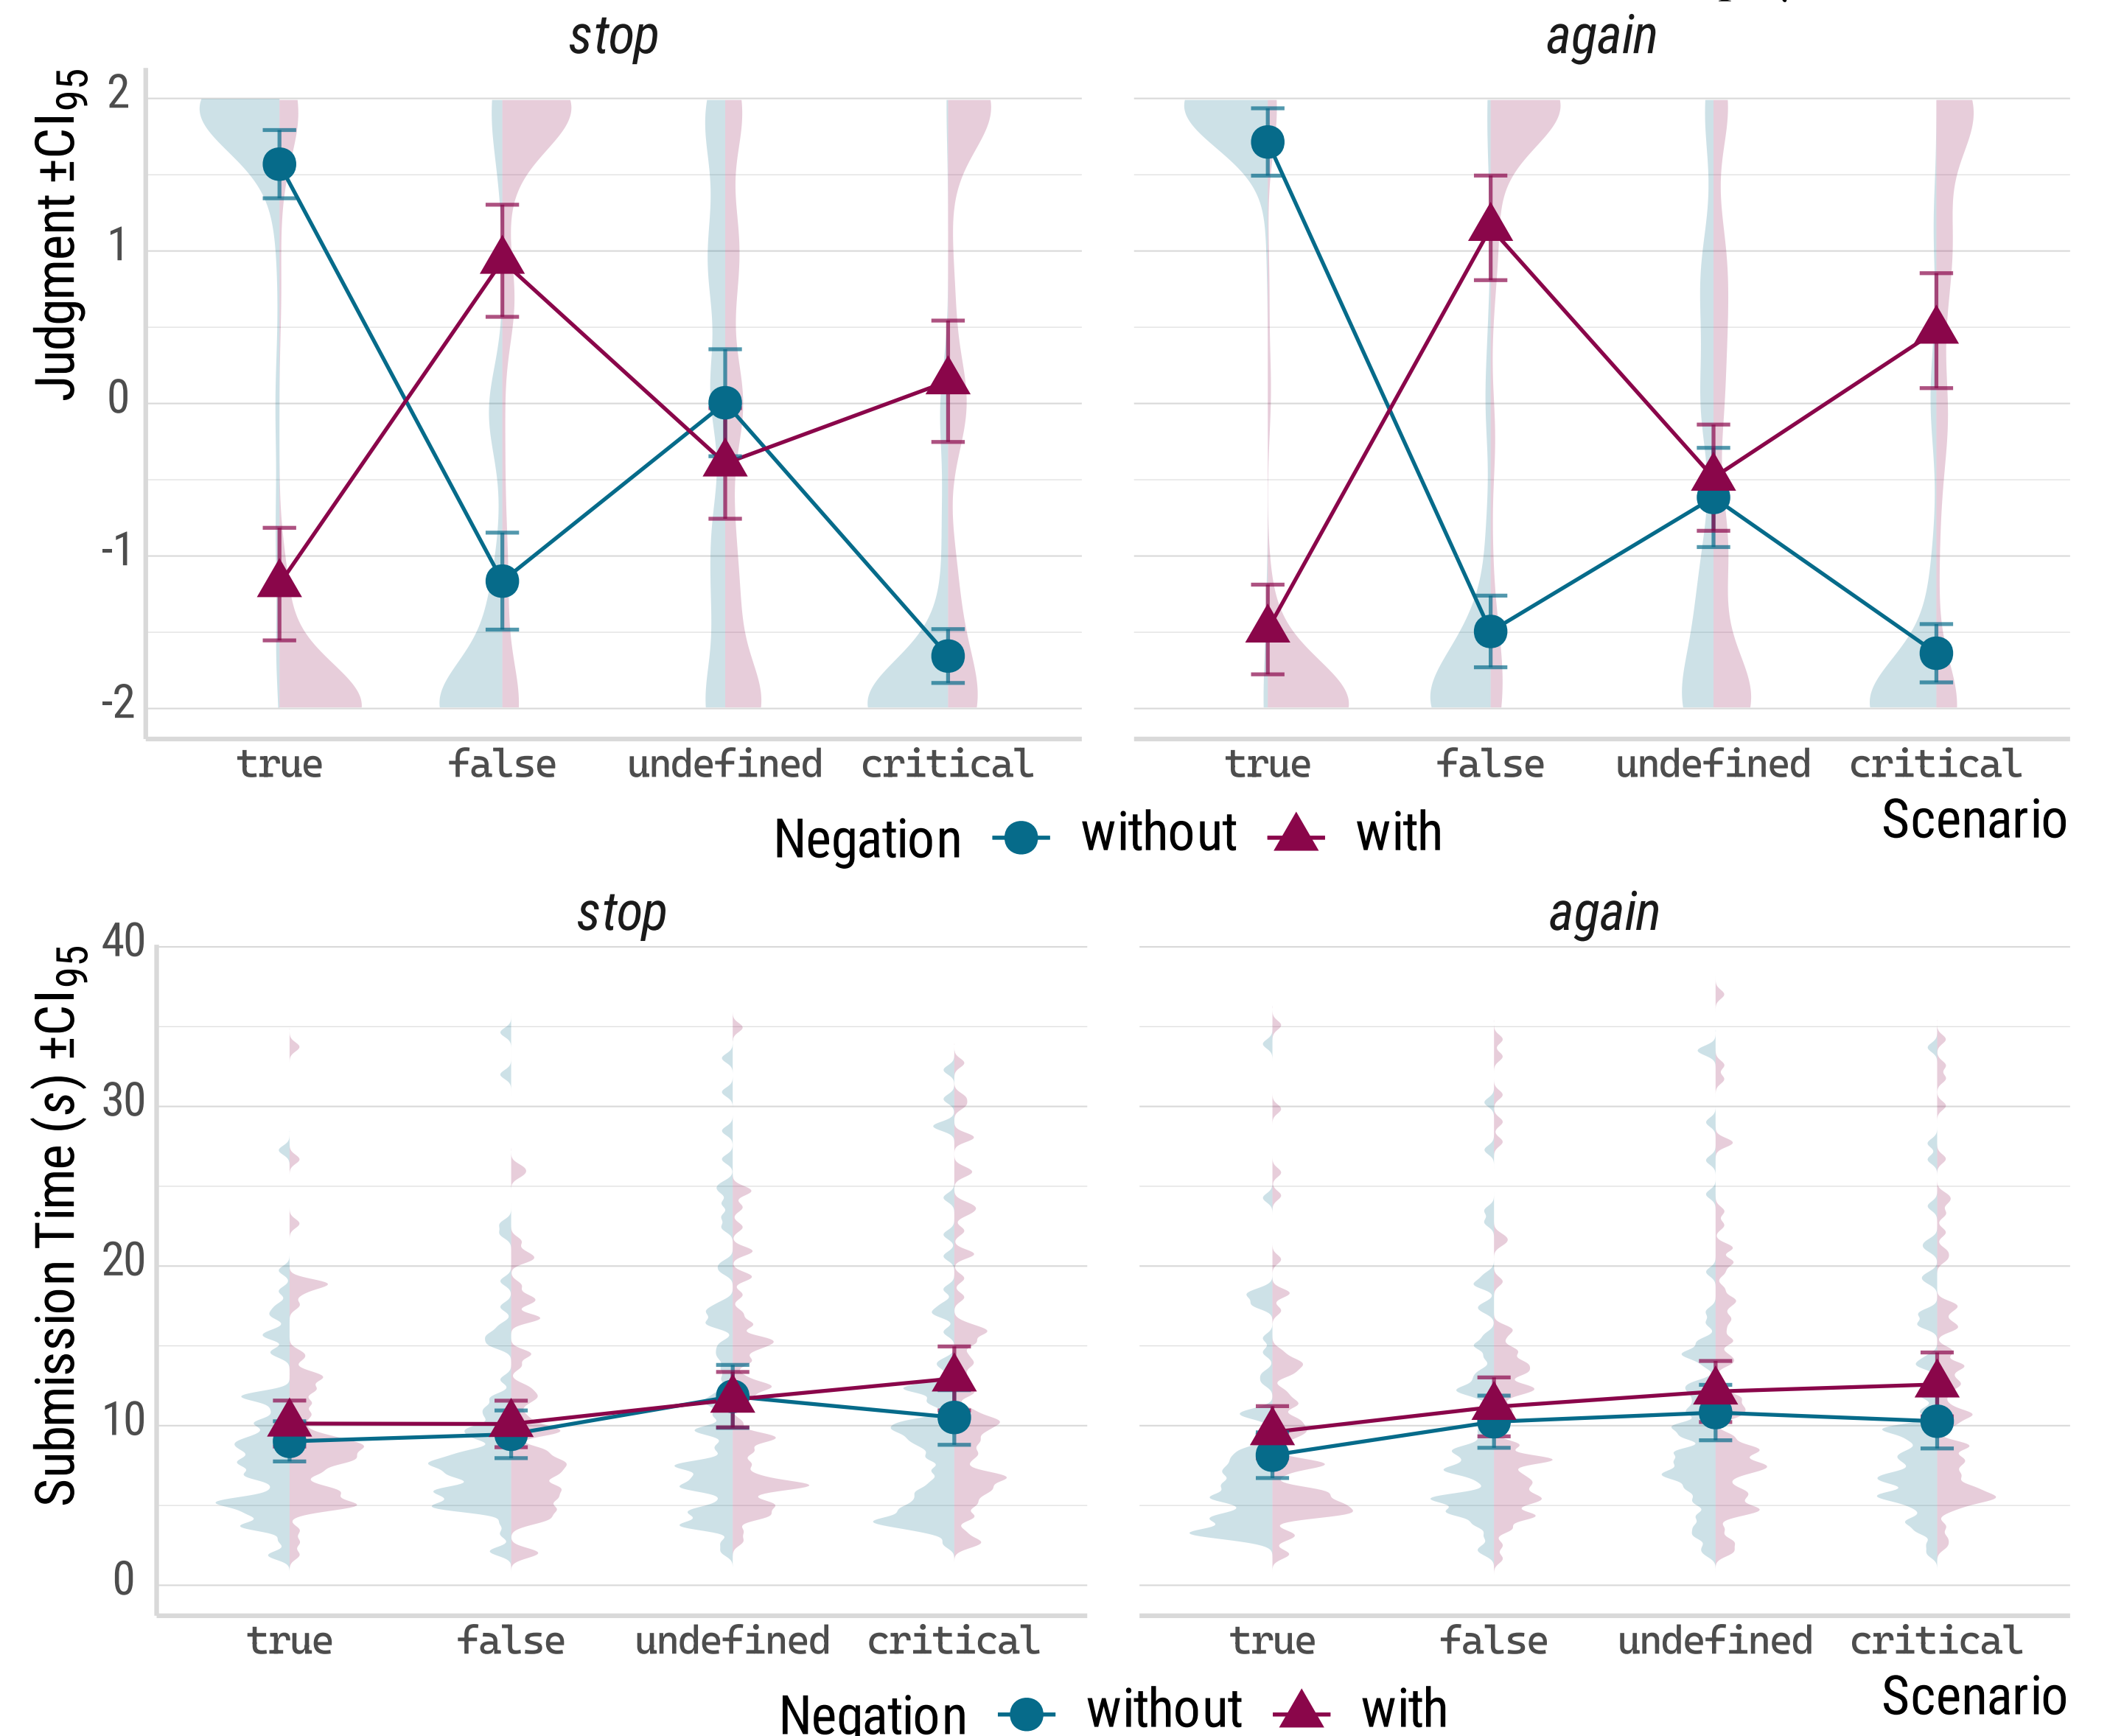 stop again
Judgment ±CI95
2
1
0
-1
-2
true false undefined critical true false undefined critical
Scenario
Negation without with
stop again
Submission Time (s) ±CI95
40
30
20
10
0
true false undefined critical true false undefined critical
Scenario
Negation without with